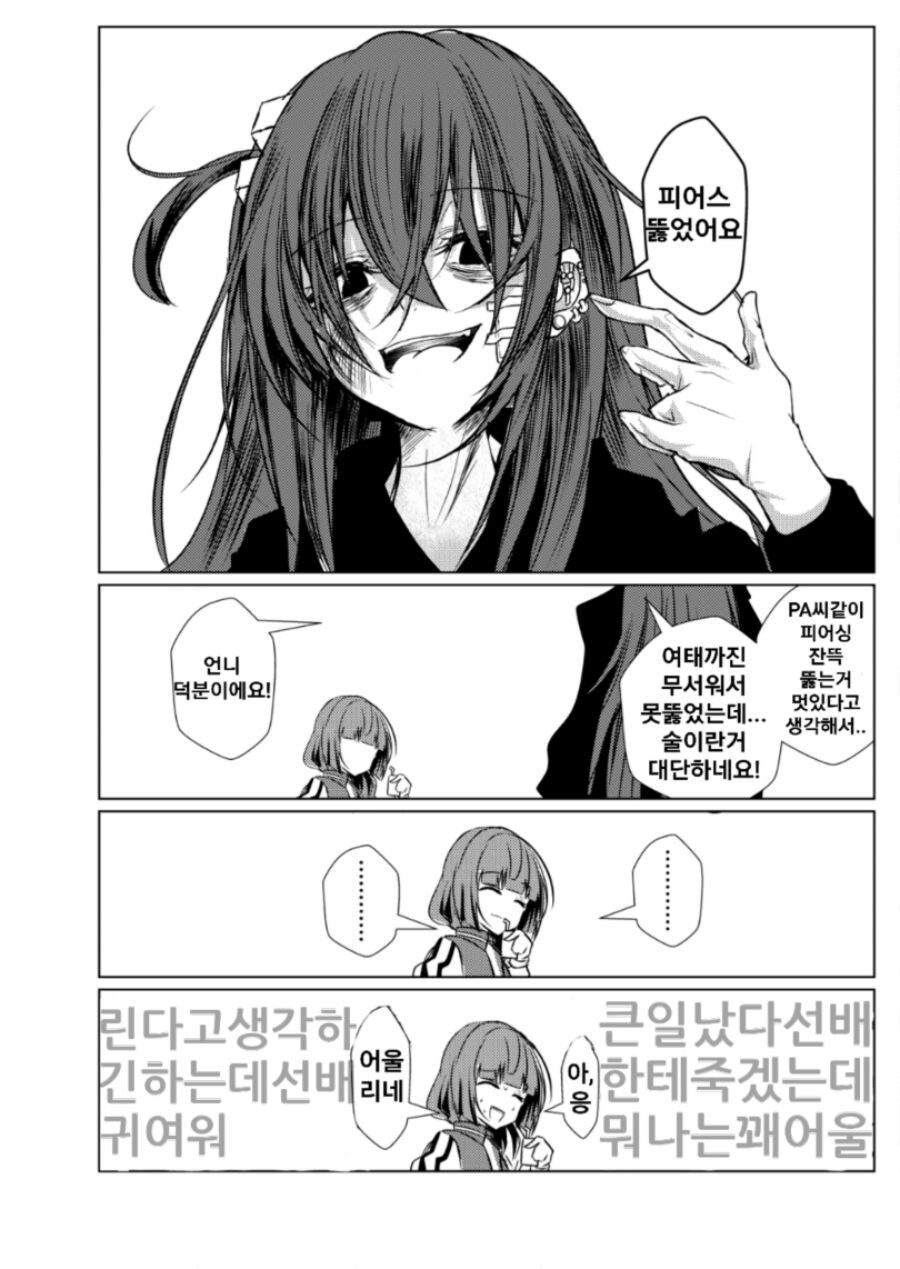 피어스
뚫었어요
PA씨같이
피어싱
잔뜩
뚫는거
멋있다고
생각해서..
여태까진
무서워서
못뚫었는데...
술이란거
대단하네요!
언니
덕분이에요!
………
………
큰일났다선배
한테죽겠는데
뭐나는꽤어울
아,
응
어울
리네
린다고생각하
긴하는데선배
귀여워